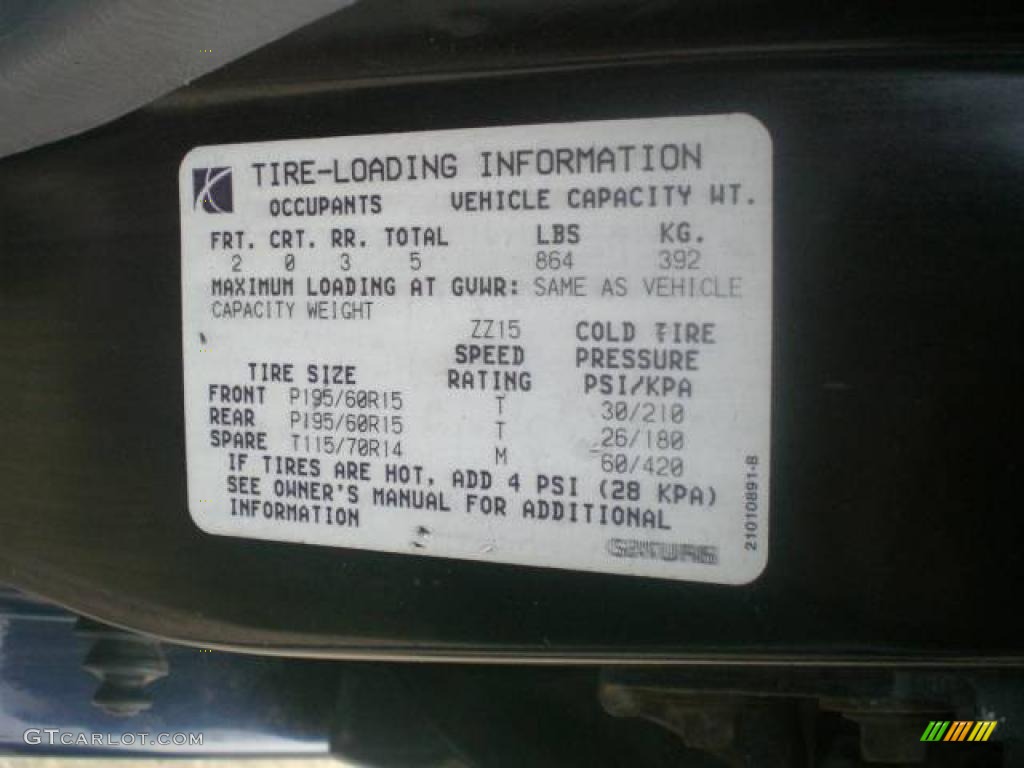 TIRE-LOADING INFORMATION
OCCUPANTS VEHICLE CAPACITY WT.
FRT. CRT. RR. TOTAL LBS KG.
2 0 3 5 864 392
MAXIMUM LOADING AT GVWR: SAME AS VEHICLE
CAPACITY WEIGHT
ZZ15 COLD TIRE
SPEED PRESSURE
TIRE SIZE RATING PSI/KPA
FRONT P195/60R15 T 30/210
REAR P195/60R15 T 26/180
SPARE T115/70R14 M 60/420
IF TIRES ARE HOT, ADD 4 PSI (28 KPA)
SEE OWNER'S MANUAL FOR ADDITIONAL
INFORMATION
21010891-B
GTCARLOT.COM